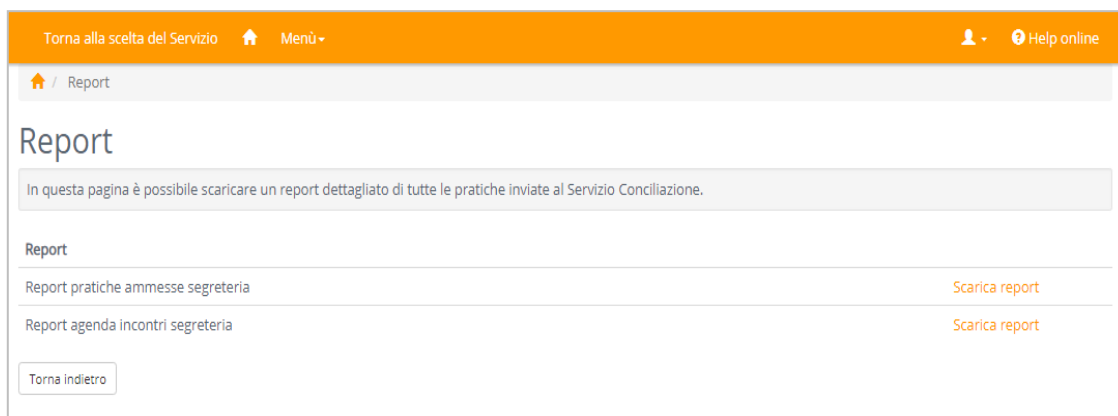 Torna alla scelta del Servizio Menù Help online
/ Report
Report
In questa pagina è possibile scaricare un report dettagliato di tutte le pratiche inviate al Servizio Conciliazione.
Report
Report pratiche ammesse segreteria Scarica report
Report agenda incontri segreteria Scarica report
Torna indietro